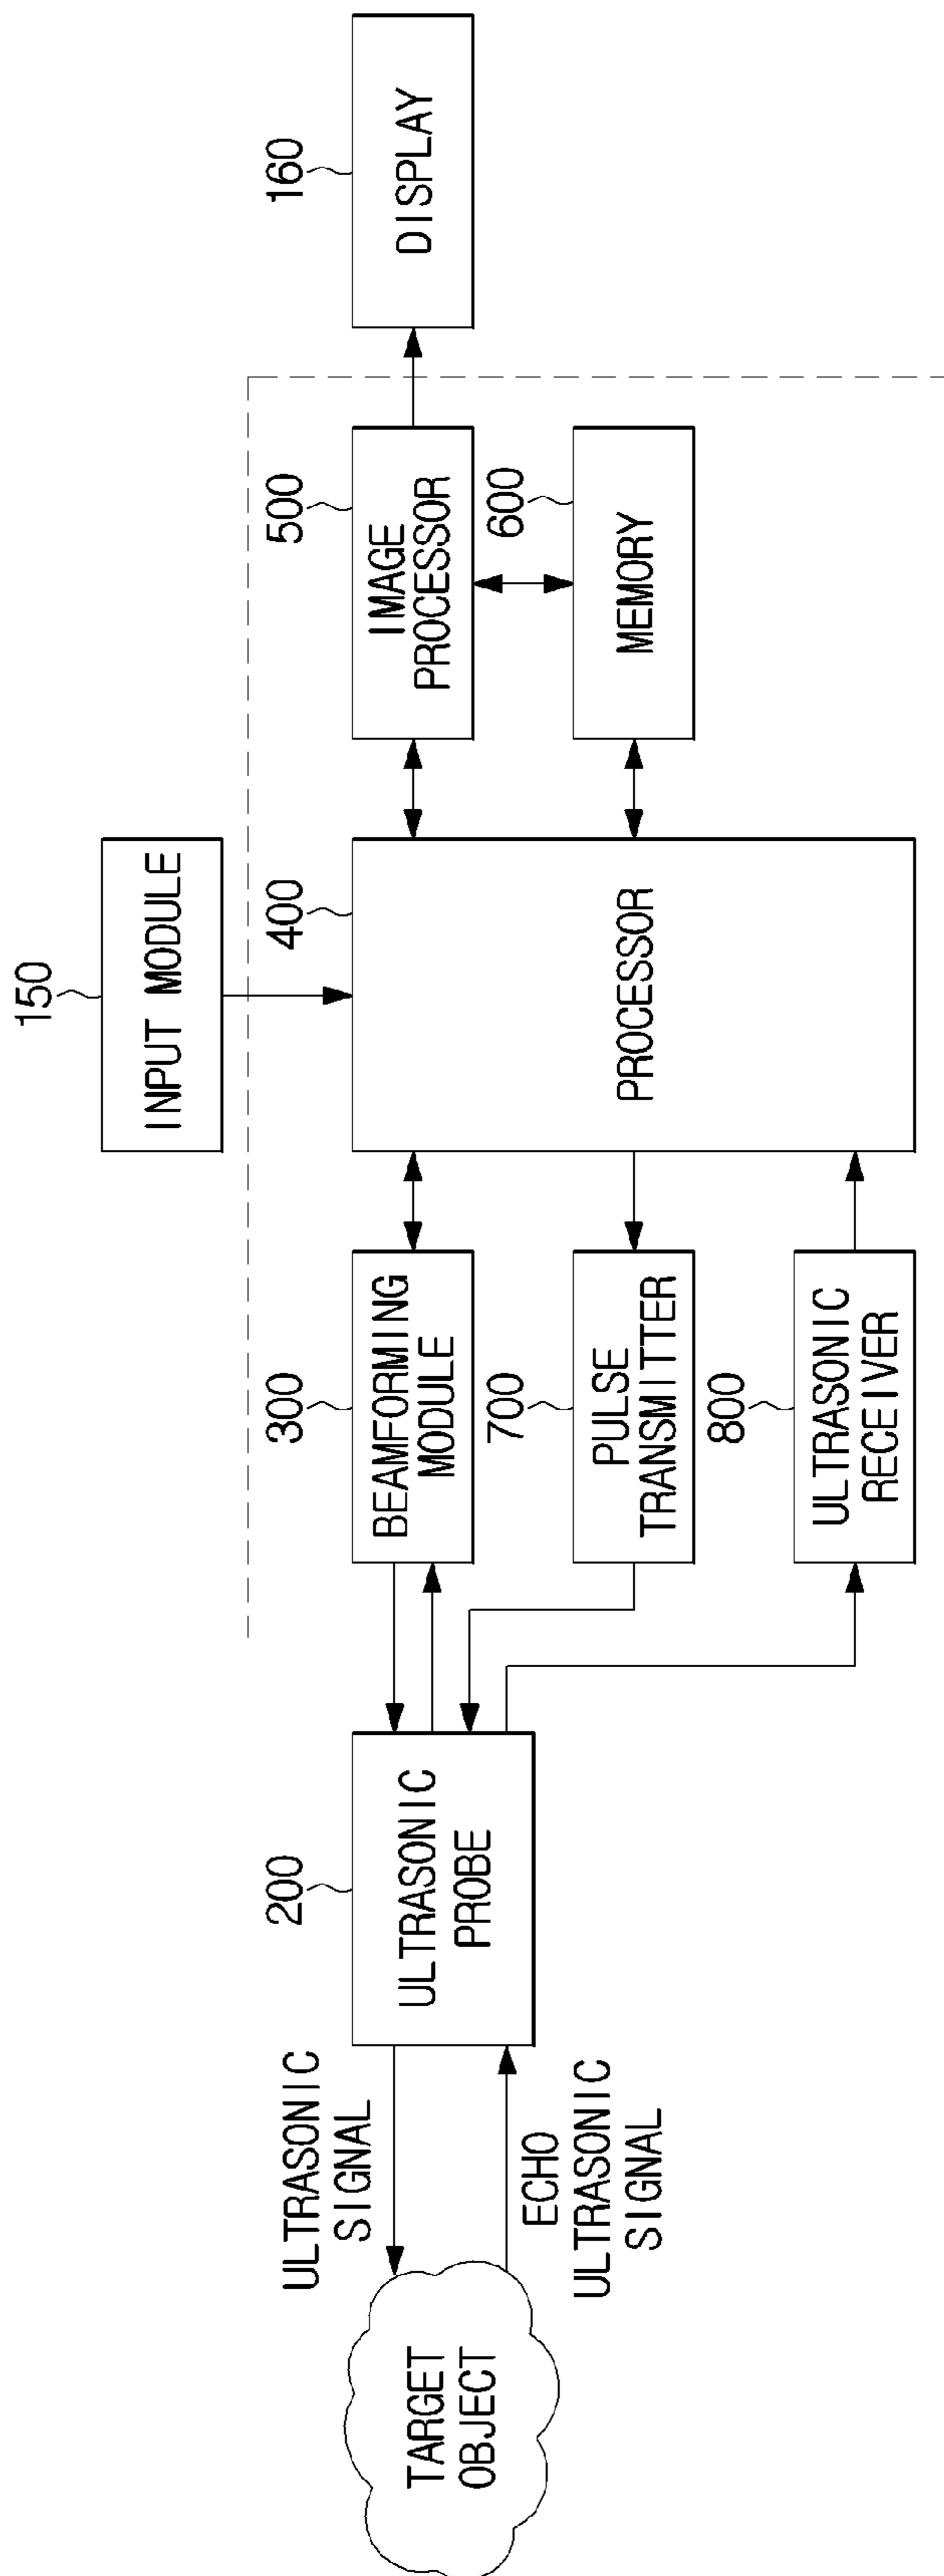 150
INPUT MODULE
160
DISPLAY
200
ULTRASONIC
PROBE
300
BEAMFORMING
MODULE
400
PROCESSOR
500
IMAGE
PROCESSOR
600
MEMORY
700
PULSE
TRANSMITTER
800
ULTRASONIC
RECEIVER
ULTRASONIC
SIGNAL
TARGET
OBJECT
ECHO
ULTRASONIC
SIGNAL